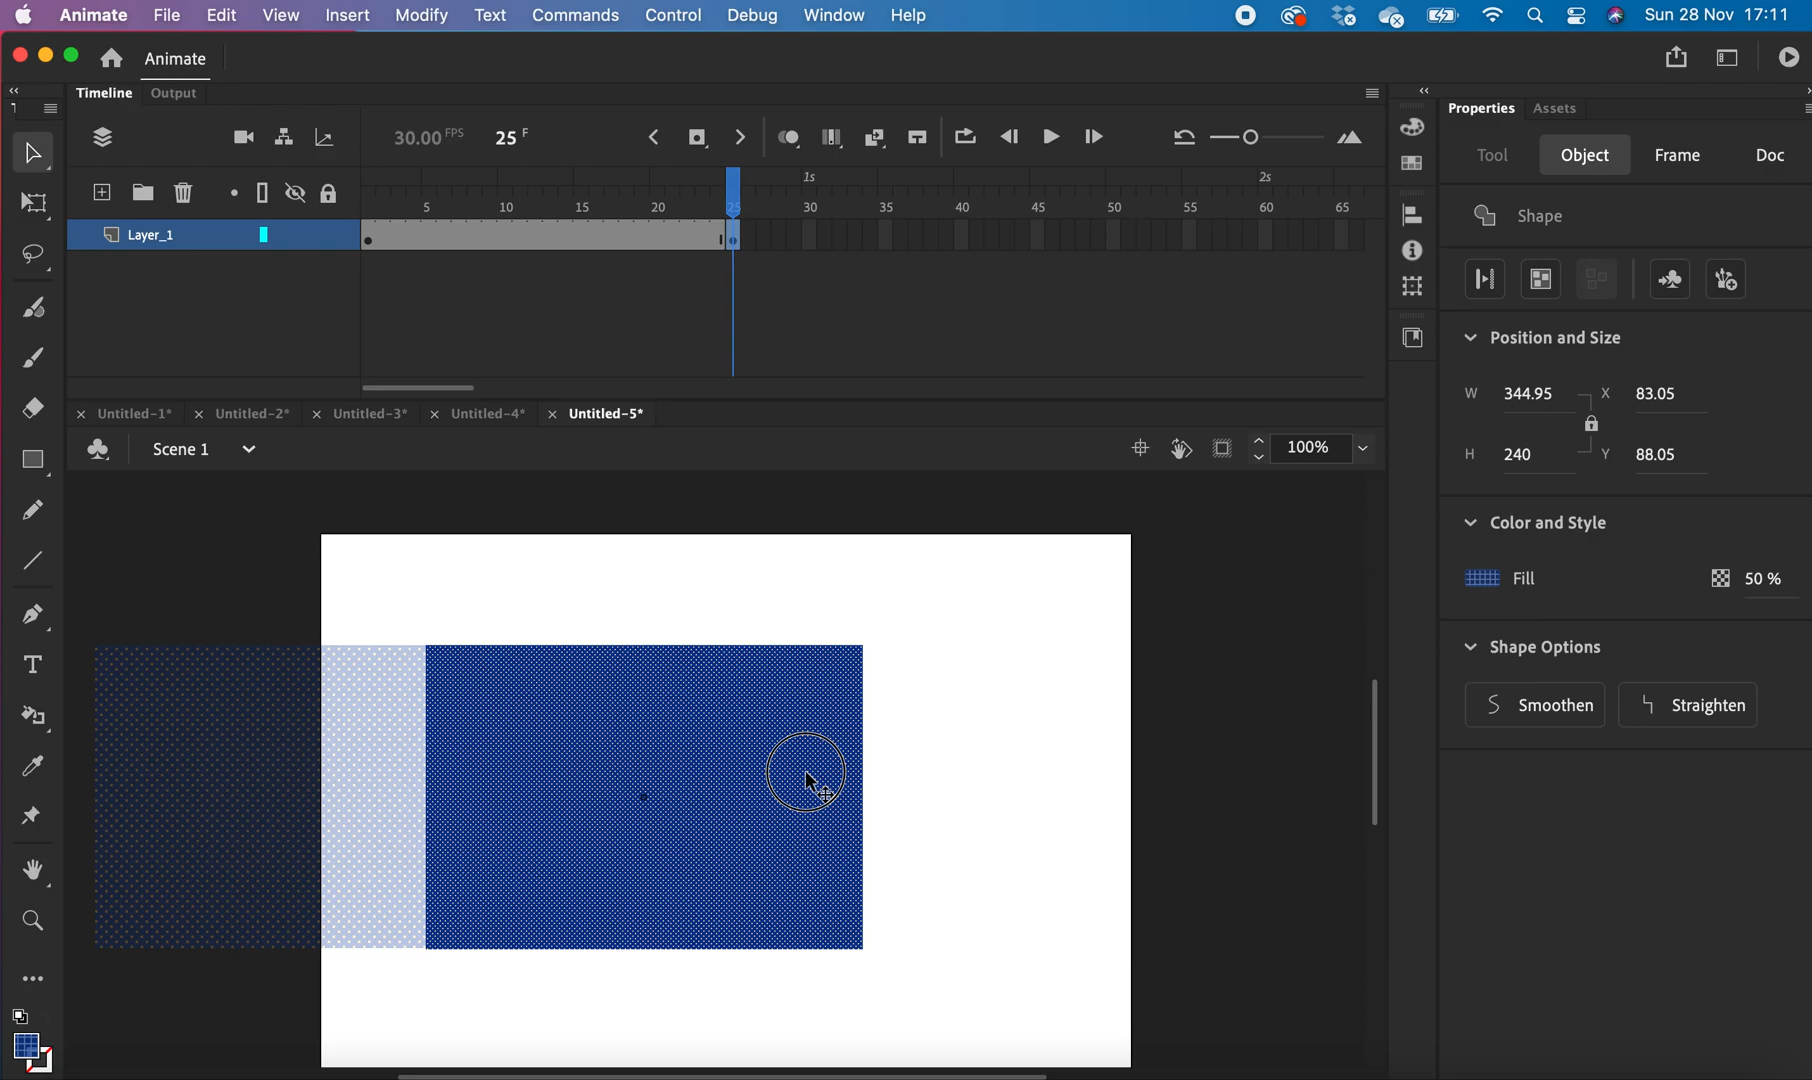 Animate File Edit View Insert Modify Text Commands Control Debug Window Help Sun 28 Nov 17:11
Animate
Timeline Output Properties Assets
30.00 FPS 25 F Tool Object Frame Doc
1s 2s
5 10 15 20 25 30 35 40 45 50 55 60 65
Layer_1 Shape
Position and Size
W 344.95 X 83.05
Untitled-1* Untitled-2* Untitled-3* Untitled-4* Untitled-5*
Scene 1 100% H 240 Y 88.05
Color and Style
Fill 50 %
Shape Options
Smoothen Straighten